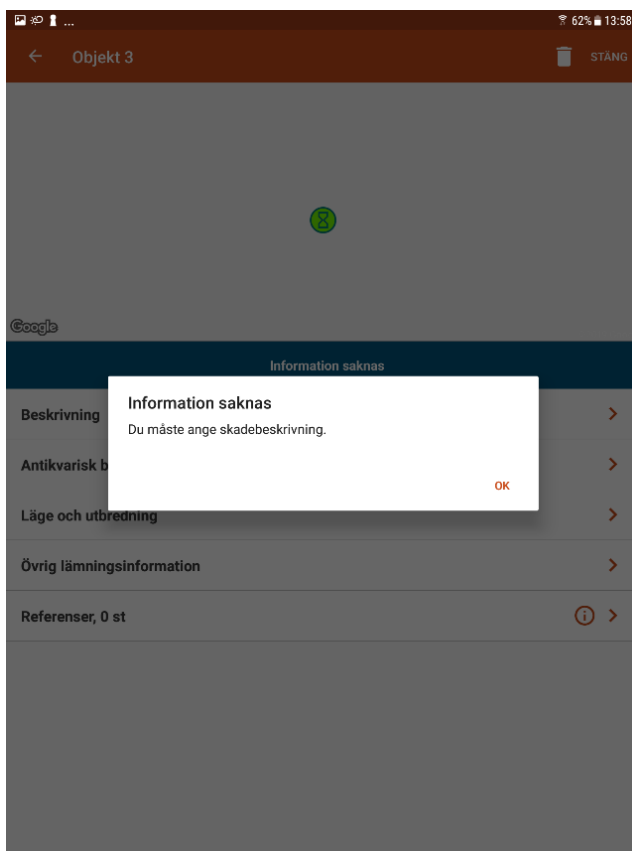 ... 62% 13:58
Objekt 3 STÄNG
Google
Information saknas
Information saknas
Du måste ange skadebeskrivning.
OK
Beskrivning
Antikvarisk b
Läge och utbredning
Övrig lämningsinformation
Referenser, 0 st